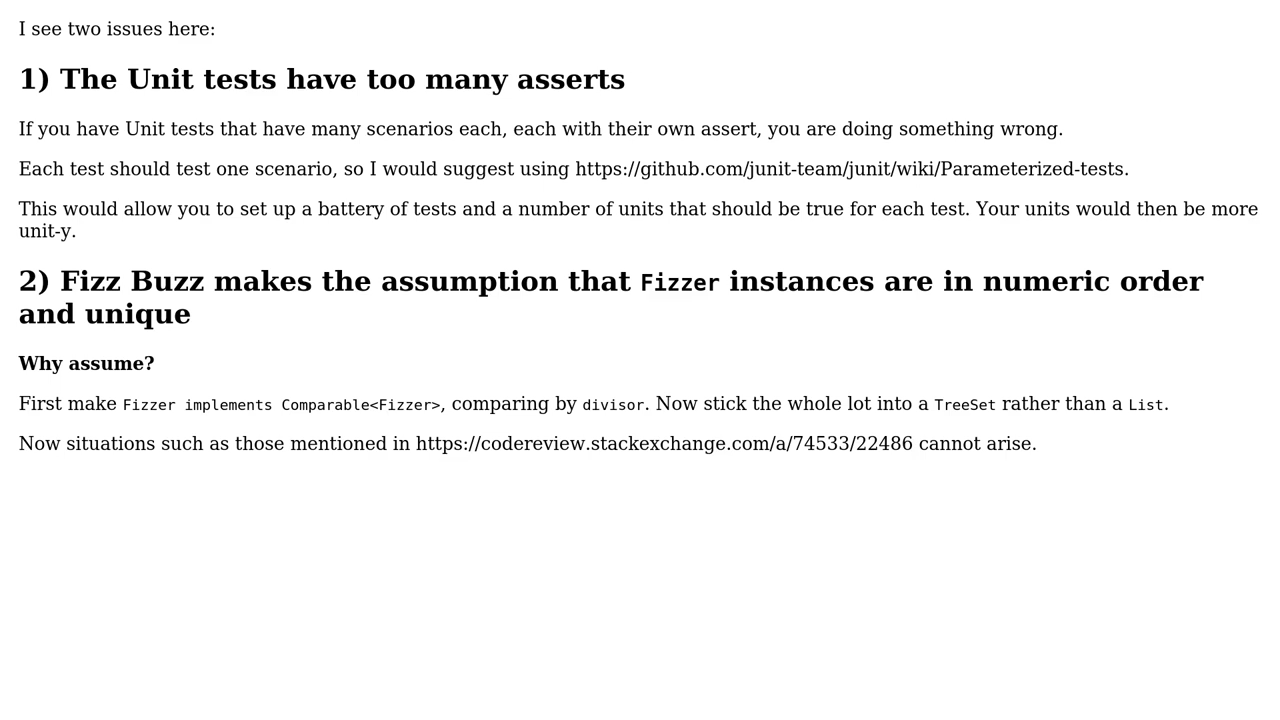 I see two issues here:
1) The Unit tests have too many asserts
If you have Unit tests that have many scenarios each, each with their own assert, you are doing something wrong.
Each test should test one scenario, so I would suggest using https://github.com/junit-team/junit/wiki/Parameterized-tests.
This would allow you to set up a battery of tests and a number of units that should be true for each test. Your units would then be more
unit-y.
2) Fizz Buzz makes the assumption that Fizzer instances are in numeric order
and unique
Why assume?
First make Fizzer implements Comparable<Fizzer>, comparing by divisor. Now stick the whole lot into a TreeSet rather than a List.
Now situations such as those mentioned in https://codereview.stackexchange.com/a/74533/22486 cannot arise.